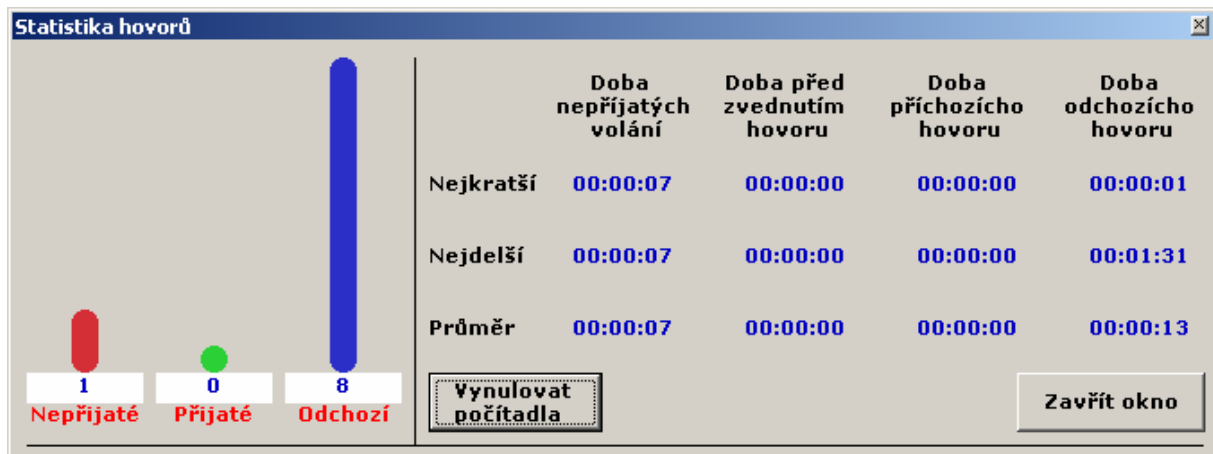 Statistika hovorů
Doba nepříjatých volání
Doba před zvednutím hovoru
Doba příchozícho hovoru
Doba odchozícho hovoru
Nejkratší 00:00:07 00:00:00 00:00:00 00:00:01
Nejdelší 00:00:07 00:00:00 00:00:00 00:01:31
Průměr 00:00:07 00:00:00 00:00:00 00:00:13
1 0 8
Nepřijaté Přijaté Odchozí
Vynulovat
počítadla
Zavřít okno